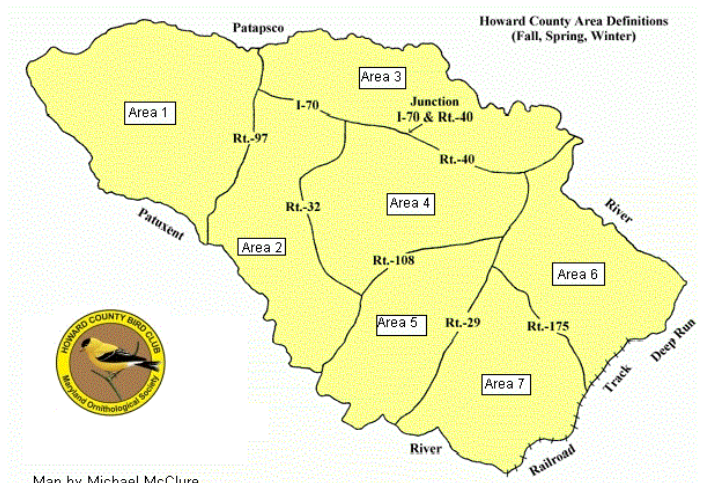 Howard County Area Definitions
(Fall, Spring, Winter)
Patapsco
Area 3
I-70
Junction
I-70 & Rt.-40
Area 1
Rt.-97
Rt.-40
Rt.-32
Area 4
River
Patuxent
Area 2
Rt.-108
Area 6
Area 5
Rt.-29
Rt.-175
Deep Run
Track
Area 7
River
Railroad
HOWARD COUNTY BIRD CLUB
Maryland Ornithological Society
Map by Michael McClure